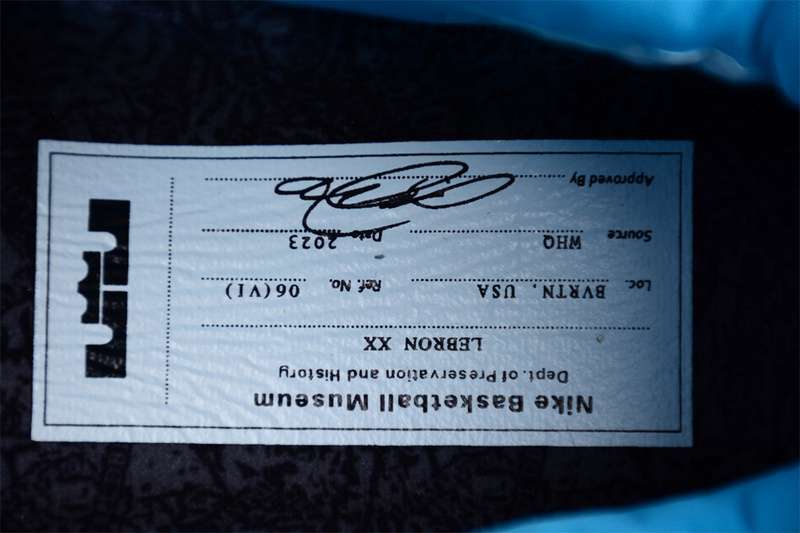 Nike Basketball Museum
Dept. of Preservation and History
LEBRON XX
Loc. BVRTN, USA Ref. No. 06(VI)
Source WHQ Date 2023
Approved By